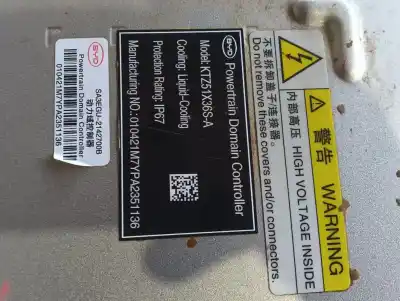 BYD
SA3EGU-2142700B
动力域控制器
Powertrain Domain Controller
010421M7YPA2351136
BYD
Powertrain Domain Controller
Model:KTZ51X36S-A
Cooling: Liquid-Cooling
Protection Rating: IP67
Manufacturing NO.:010421M7YPA2351136
警告 WARNING
内部高压 HIGH VOLTAGE INSIDE
不要拆卸盖子/连接器。
Do not remove these covers and/or connectors.